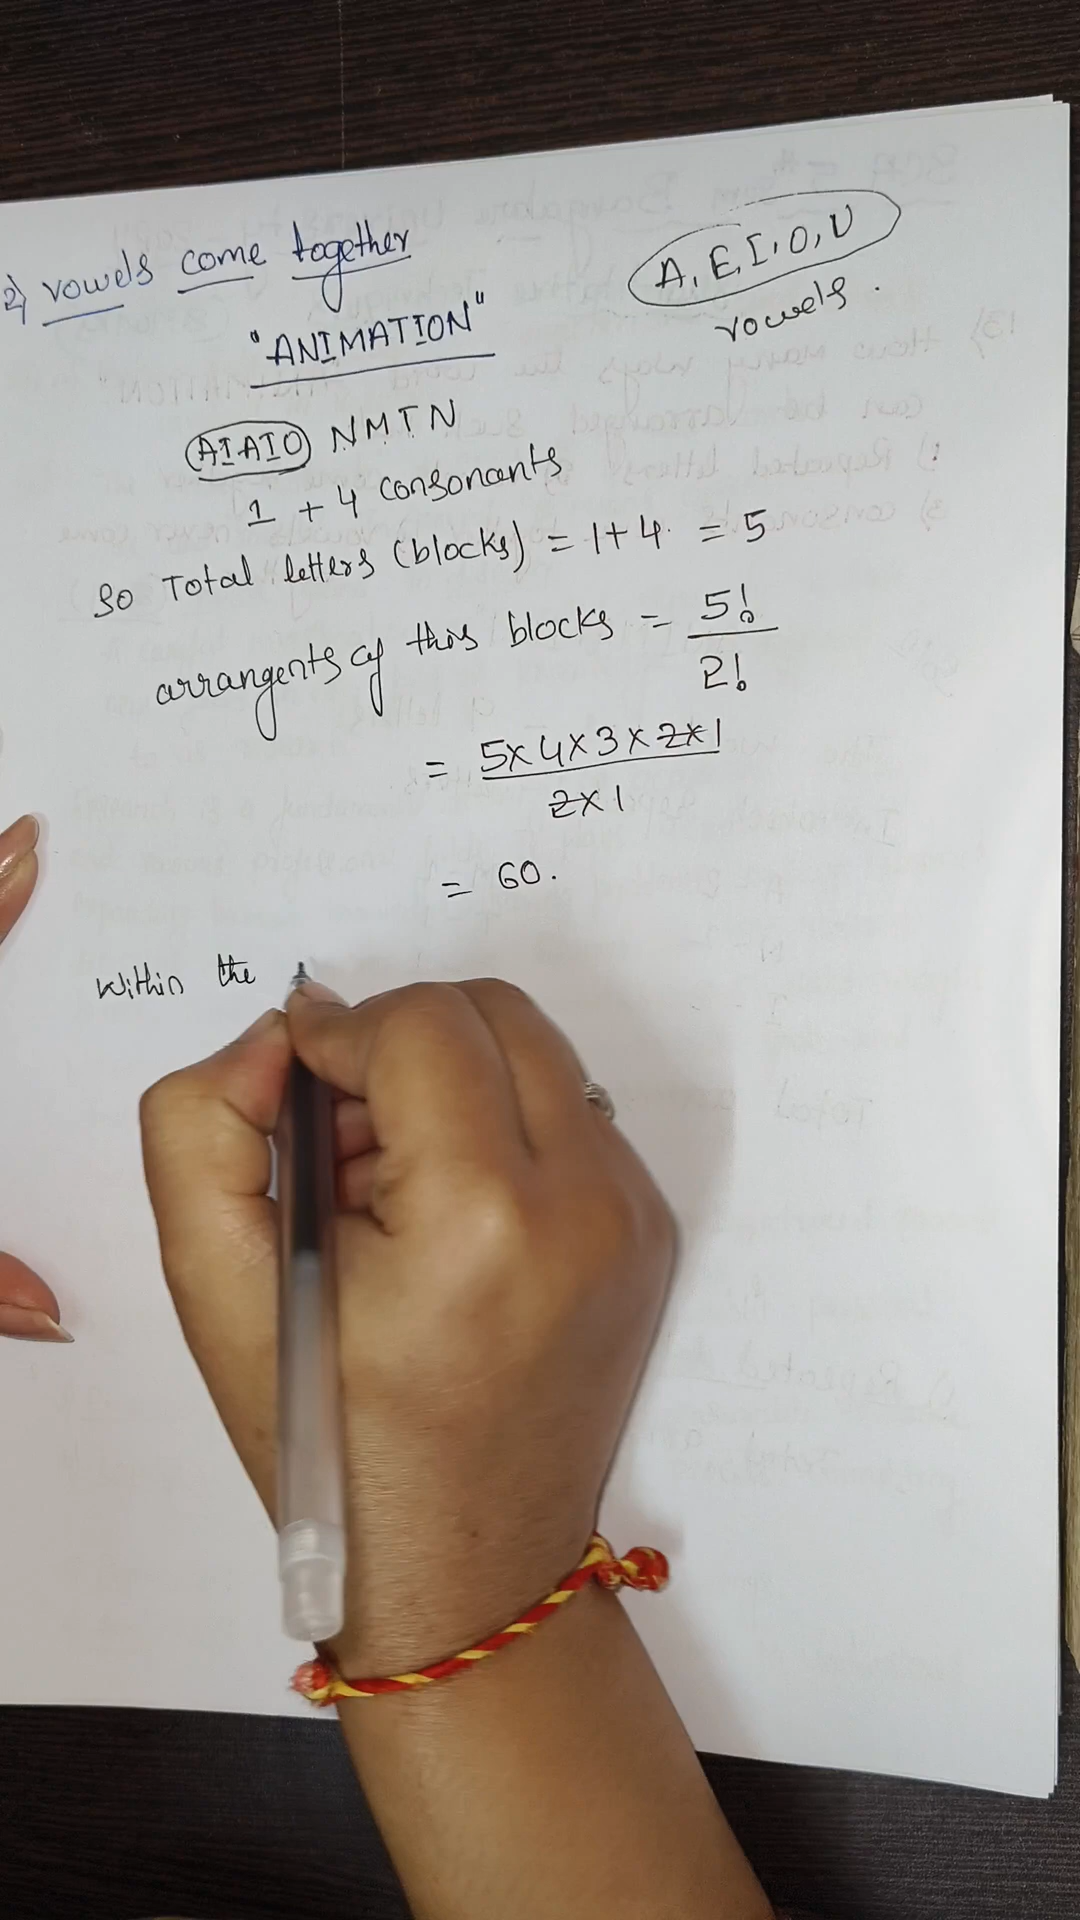 2) vowels come together
A, E, I, O, U
vowels.
"ANIMATION"
AIAIO NMTN
1 + 4 consonants
So Total letters (blocks) = 1+4. = 5
arrangents of this blocks = 5!
2!
= 5x4x3x2x1
2x1
= 60.
Within the